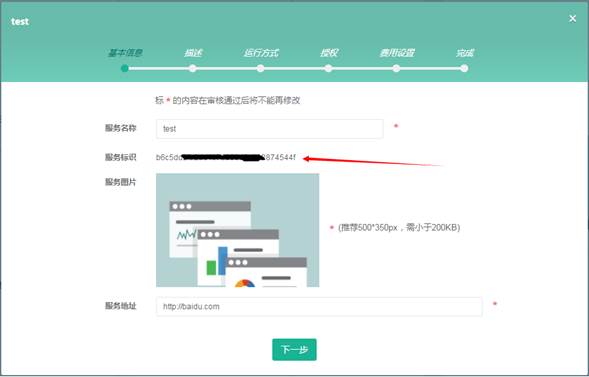 test
×
基本信息 描述 运行方式 授权 费用设置 完成
标 * 的内容在审核通过后将不能再修改
服务名称 test *
服务标识 b6c5dd 874544f
服务图片
* (推荐500*350px，需小于200KB)
服务地址 http://baidu.com *
下一步